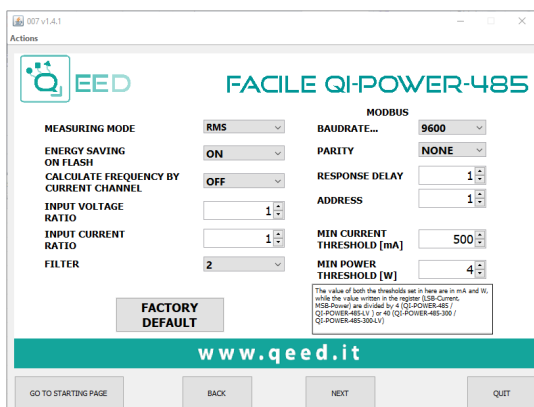 007 v1.4.1
Actions
QEED
FACILE QI-POWER-485
MODBUS
MEASURING MODE
RMS
BAUDRATE...
9600
ENERGY SAVING
ON FLASH
ON
PARITY
NONE
CALCULATE FREQUENCY BY
CURRENT CHANNEL
OFF
RESPONSE DELAY
1
INPUT VOLTAGE
RATIO
1
ADDRESS
1
INPUT CURRENT
RATIO
1
MIN CURRENT
THRESHOLD [mA]
500
FILTER
2
MIN POWER
THRESHOLD [W]
4
The value of both the thresholds set in here are in mA and W,
while the value written in the register (LSB-Current,
MSB-Power) are divided by 4 (QI-POWER-485 /
QI-POWER-485-LV ) or 40 (QI-POWER-485-300 /
QI-POWER-485-300-LV)
FACTORY
DEFAULT
www.qeed.it
GO TO STARTING PAGE
BACK
NEXT
QUIT